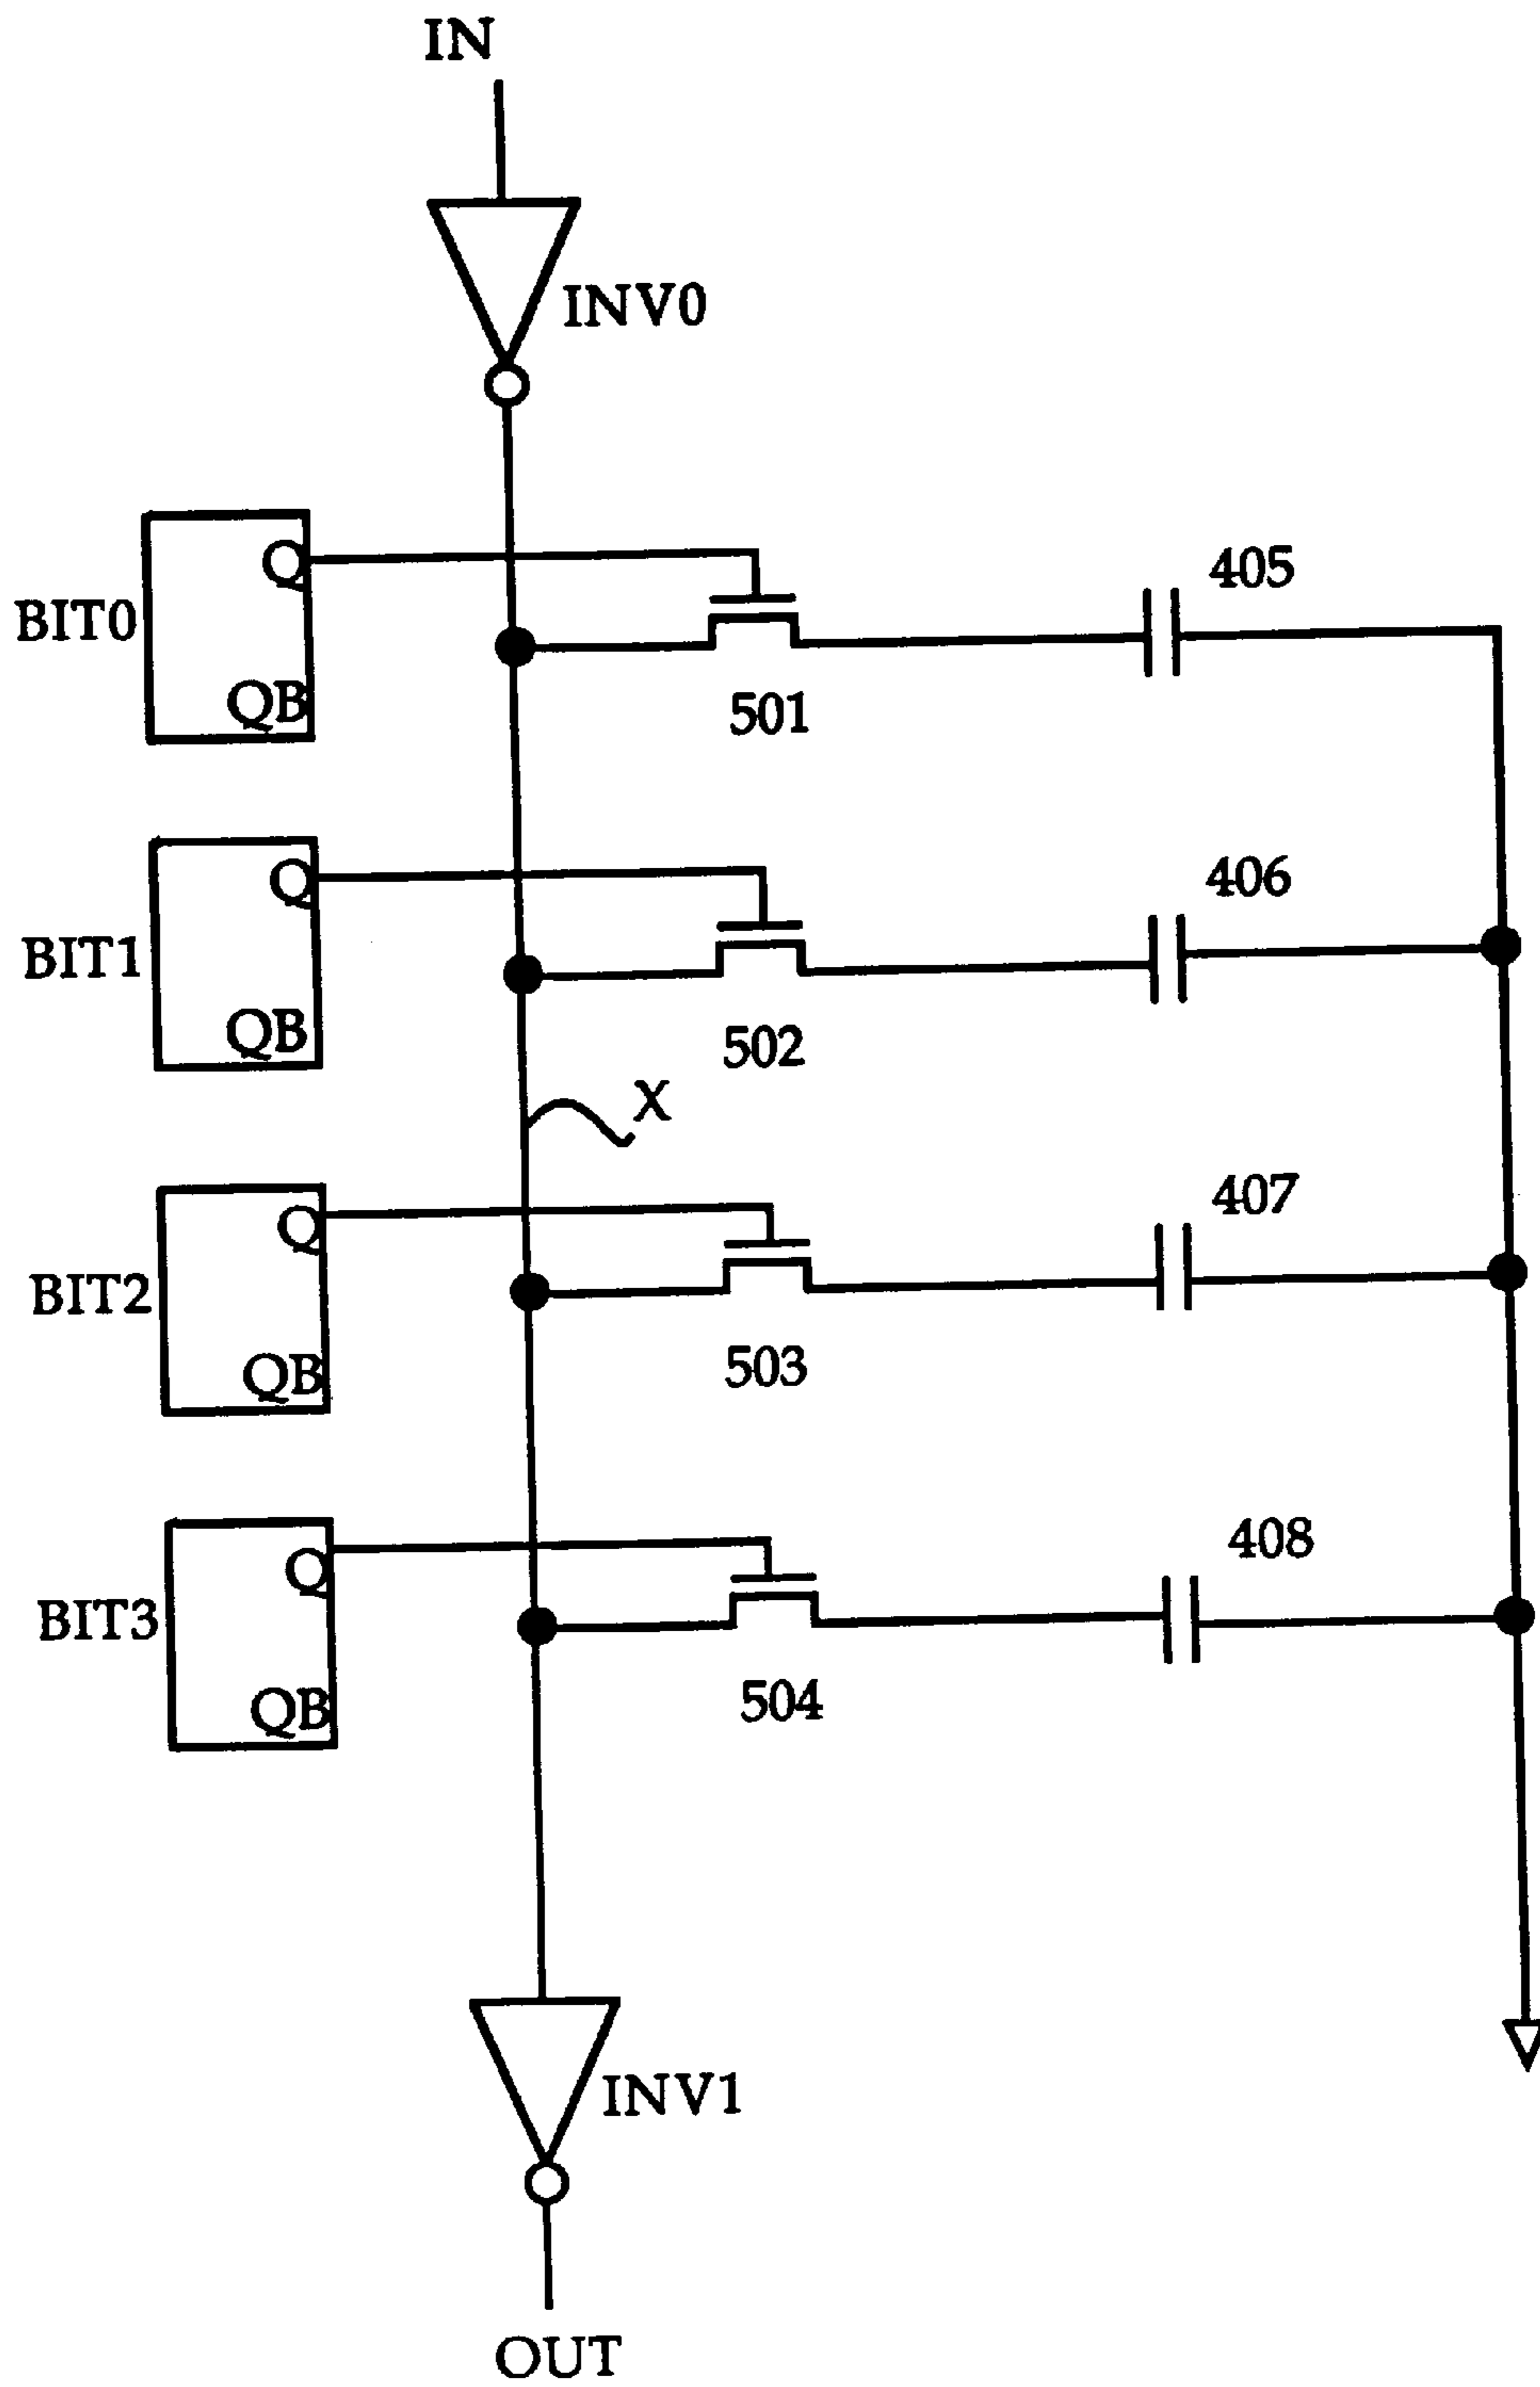 IN
INV0
Q
405
BIT0
QB
501
Q
406
BIT1
QB
502
X
Q
407
BIT2
QB
503
Q
408
BIT3
QB
504
INV1
OUT